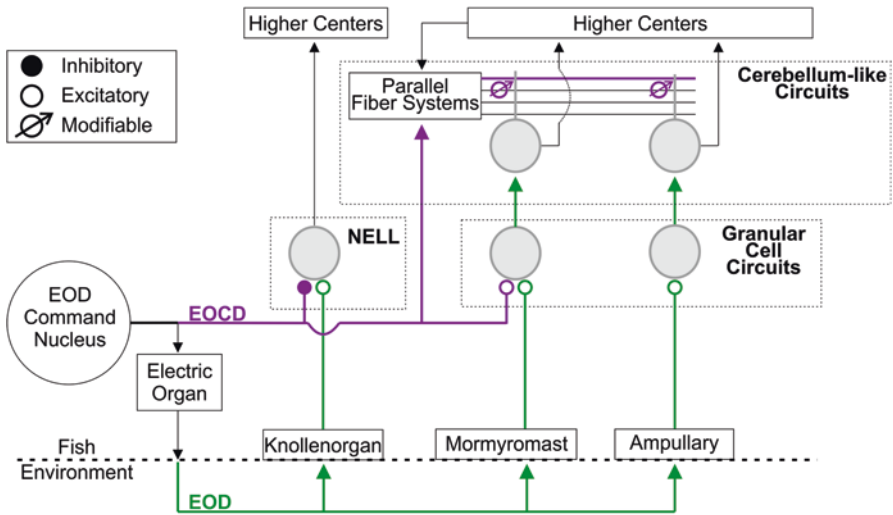 Higher Centers
Higher Centers
Inhibitory
Excitatory
Modifiable
Parallel
Fiber Systems
Cerebellum-like
Circuits
NELL
Granular
Cell
Circuits
EOD
Command
Nucleus
EOCD
Electric
Organ
Knollenorgan
Mormyromast
Ampullary
Fish
Environment
EOD